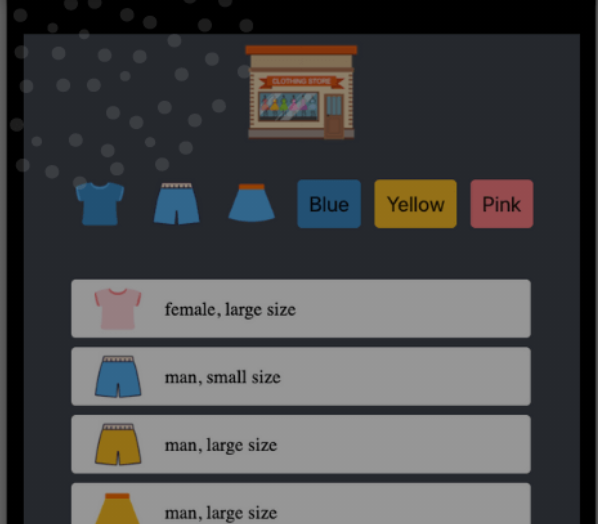 CLOTHING STORE
Blue Yellow Pink
female, large size
man, small size
man, large size
man, large size